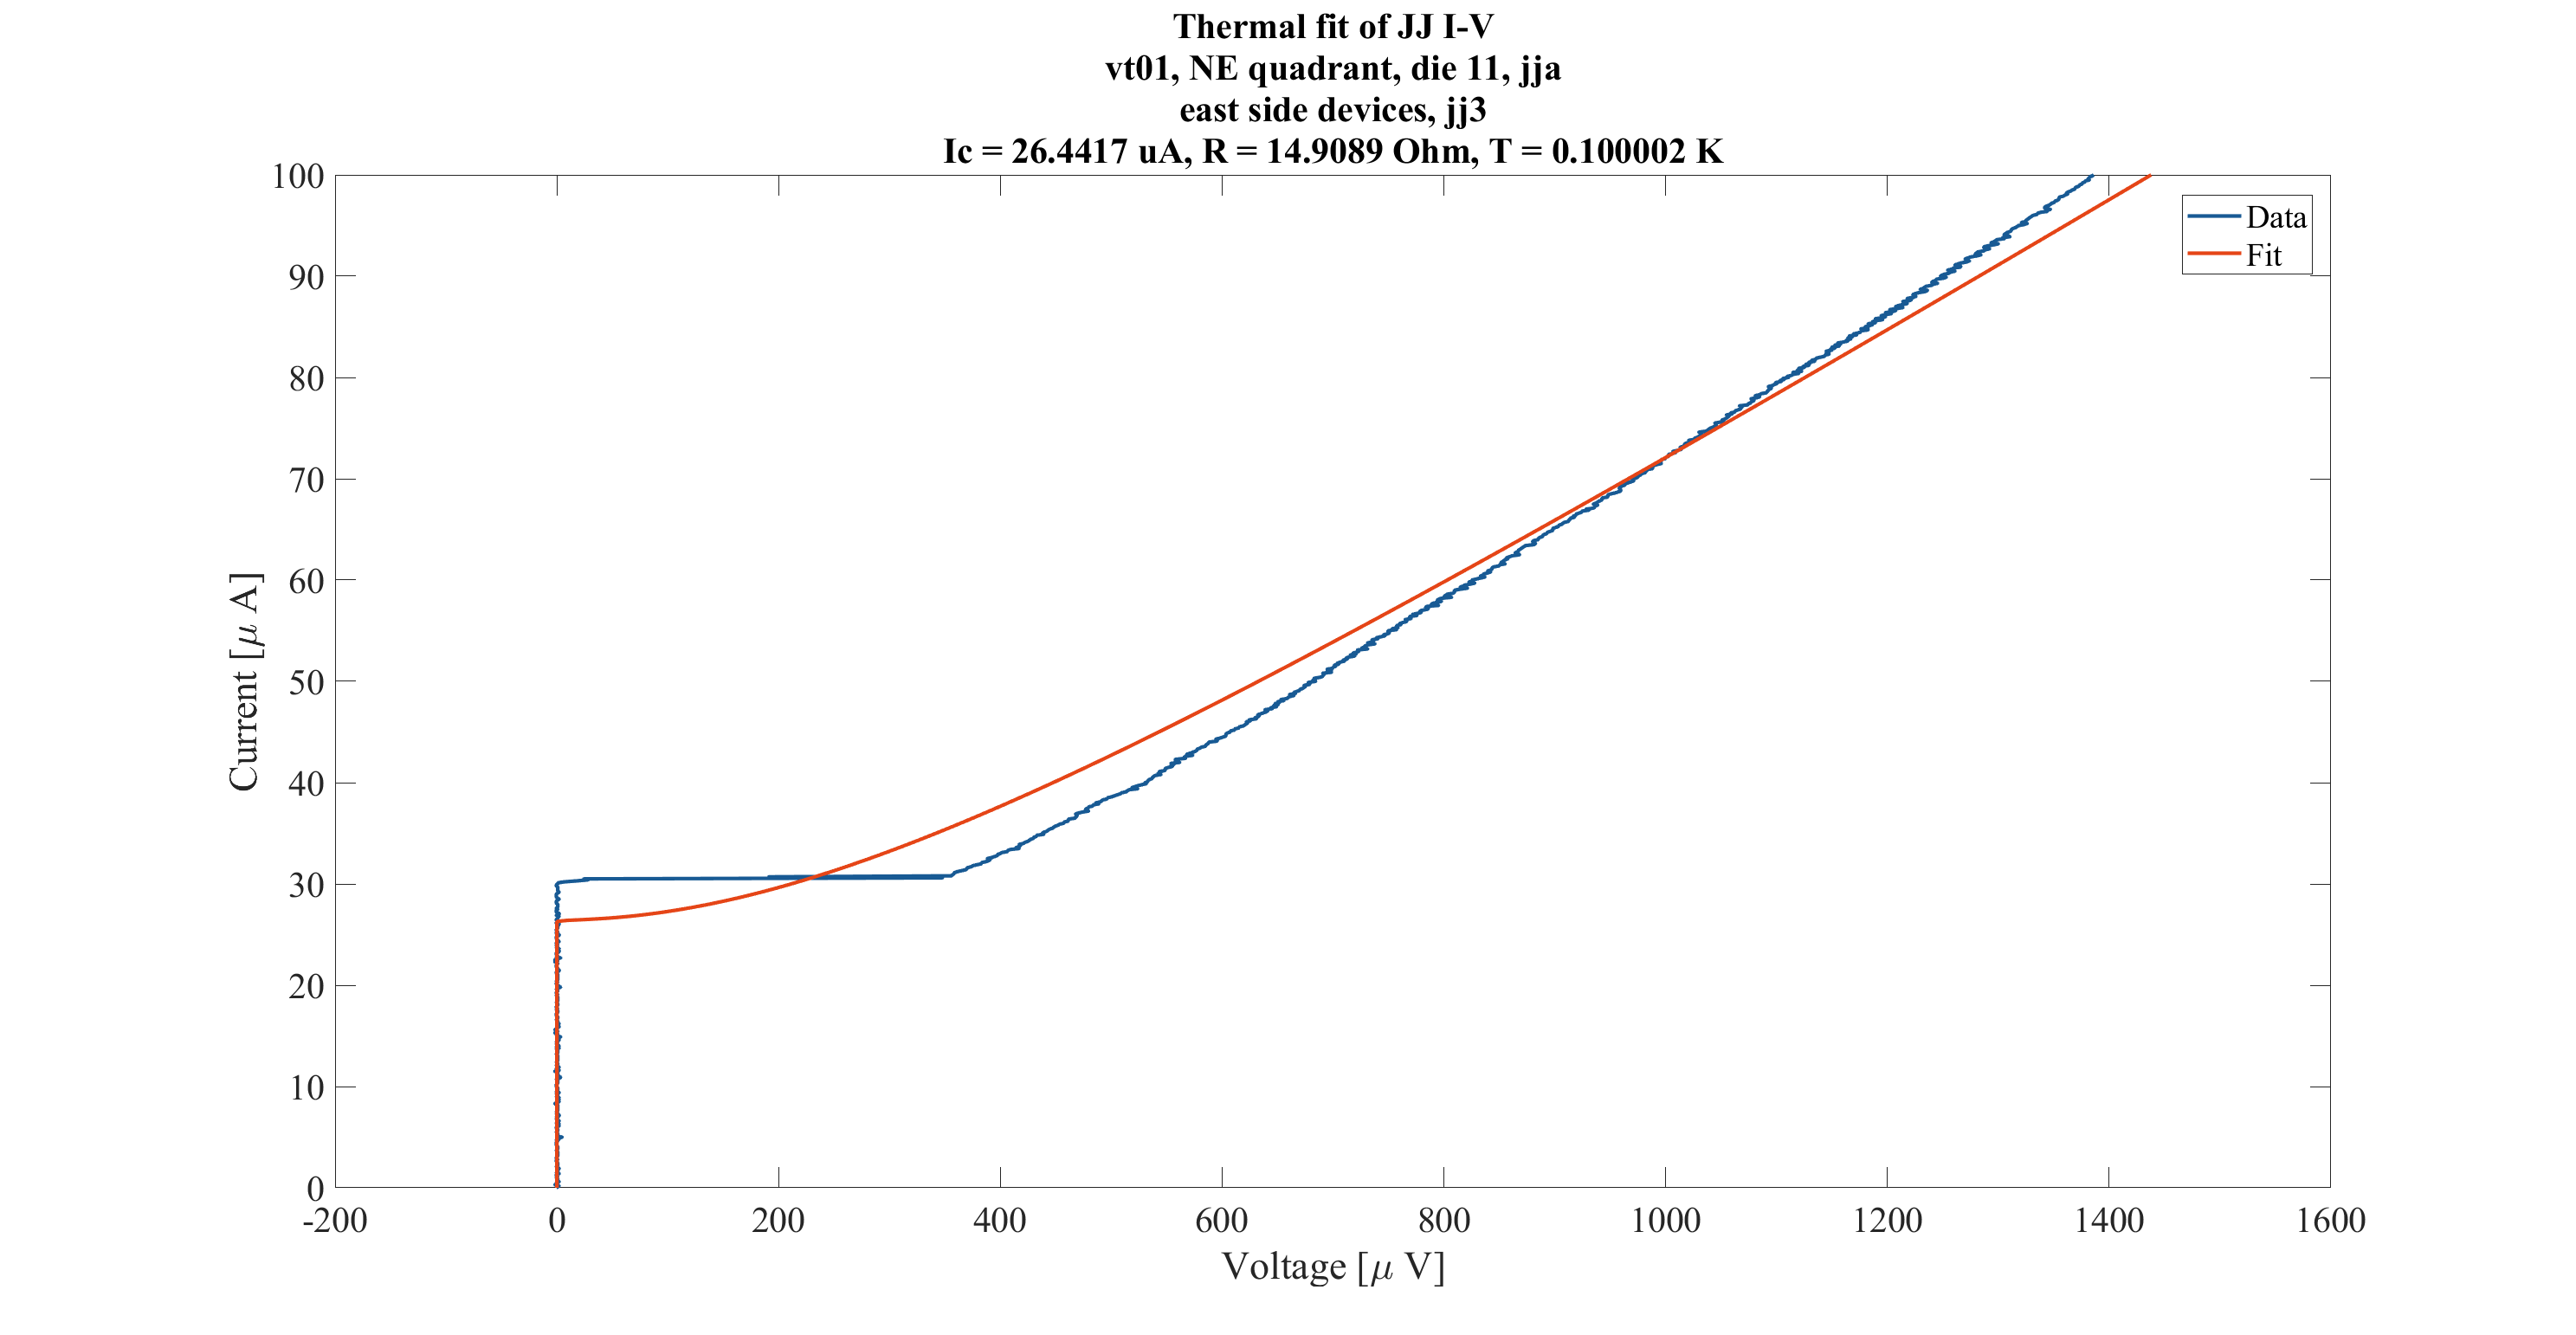 Thermal fit of JJ I-V
vt01, NE quadrant, die 11, jja
east side devices, jj3
Ic = 26.4417 uA, R = 14.9089 Ohm, T = 0.100002 K
Data
Fit
100
90
80
70
60
50
40
30
20
10
0
Current [μ A]
-200 0 200 400 600 800 1000 1200 1400 1600
Voltage [μ V]